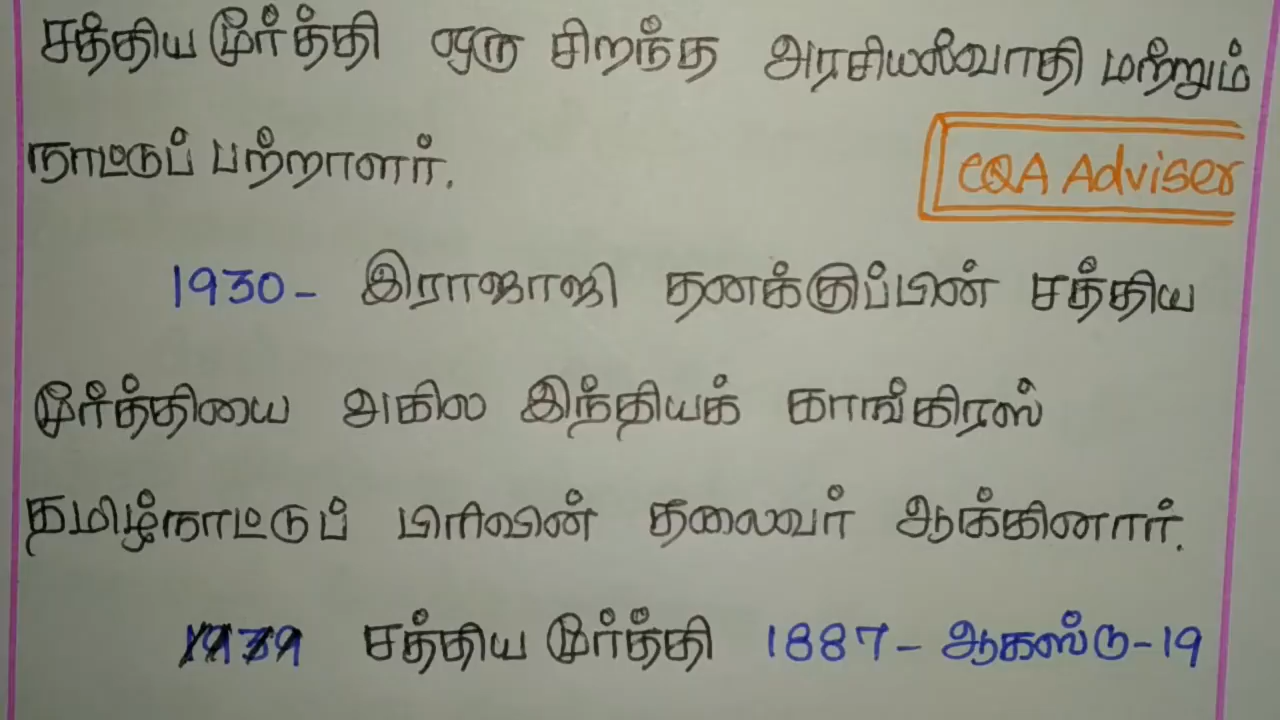 சத்திய மூர்த்தி ஒரு சிறந்த அரசியல்வாதி மற்றும்
நாட்டுப் பற்றாளர்.
CQA Adviser
1930- இராஜாஜி தனக்குப்பின் சத்திய
மூர்த்தியை அகில இந்தியக் காங்கிரஸ்
தமிழ்நாட்டுப் பிரிவின் தலைவர் ஆக்கினார்.
சத்திய மூர்த்தி 1887- ஆகஸ்டு-19